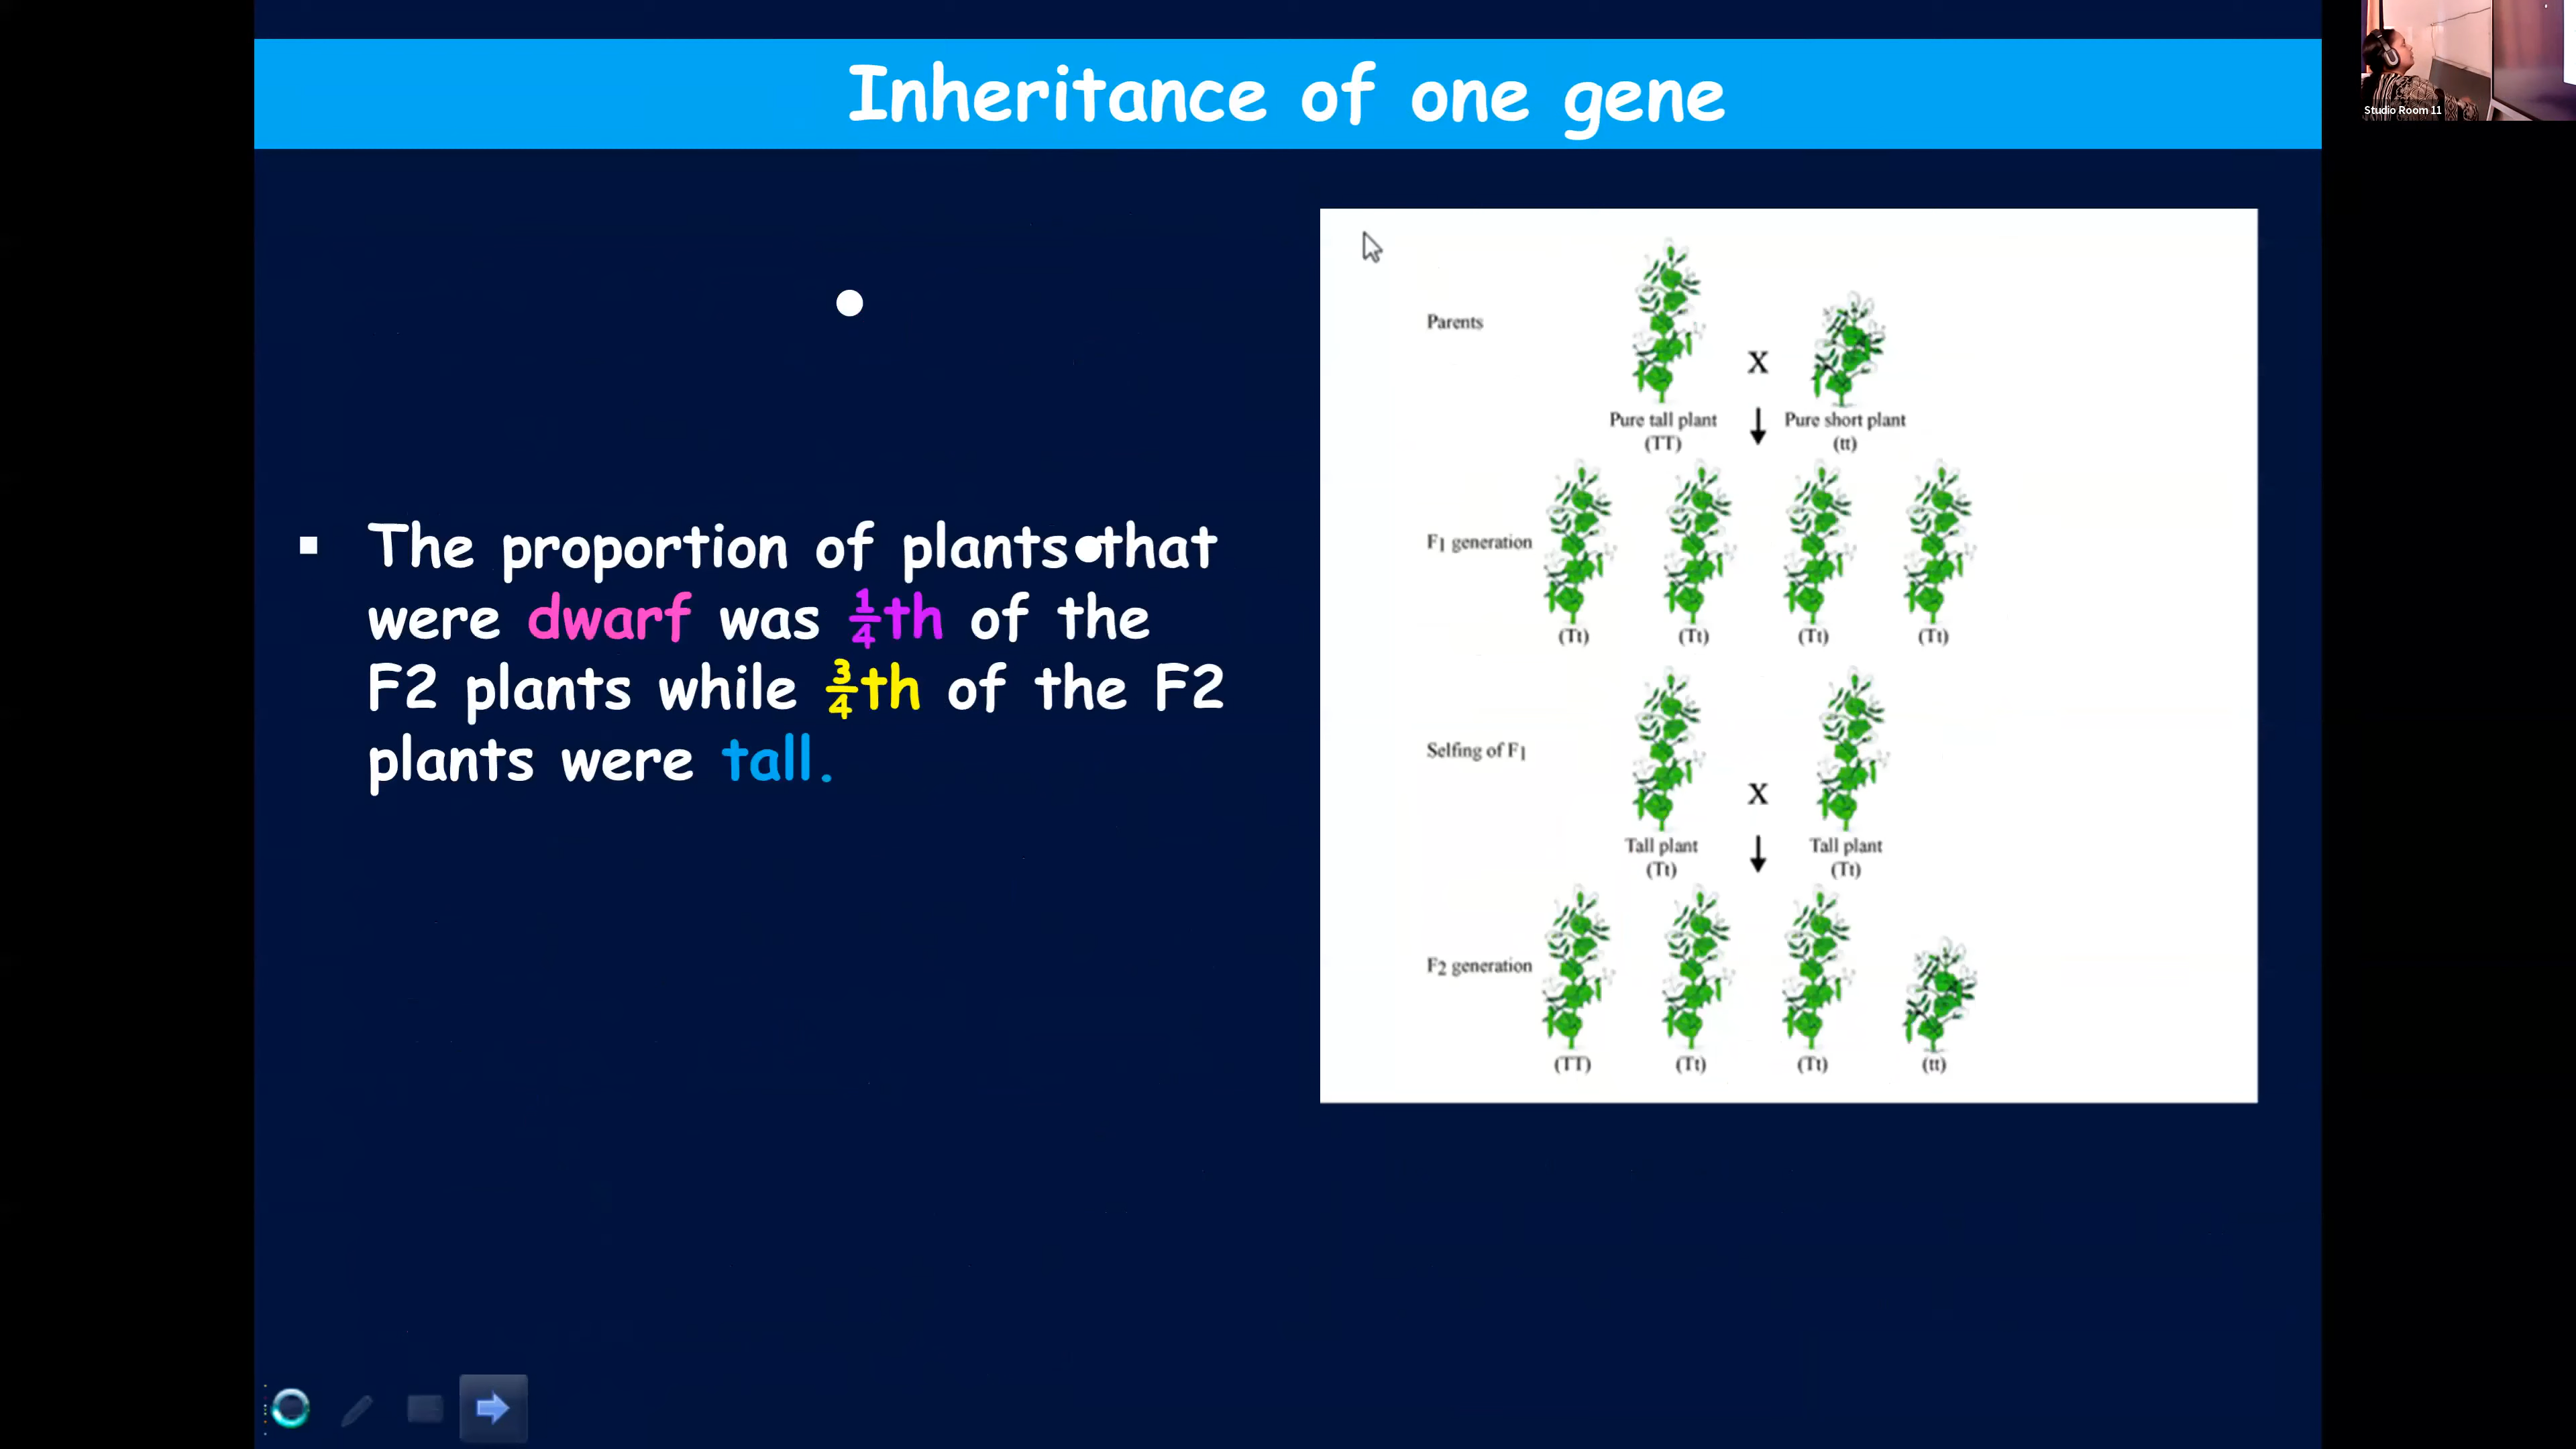 Inheritance of one gene
Studio Room 11
▪ The proportion of plants that
were dwarf was ¼th of the
F2 plants while ¾th of the F2
plants were tall.
Parents
X
Pure tall plant
(TT)
Pure short plant
(tt)
F1 generation
(Tt) (Tt) (Tt) (Tt)
Selfing of F1
X
Tall plant
(Tt)
Tall plant
(Tt)
F2 generation
(TT) (Tt) (Tt) (tt)